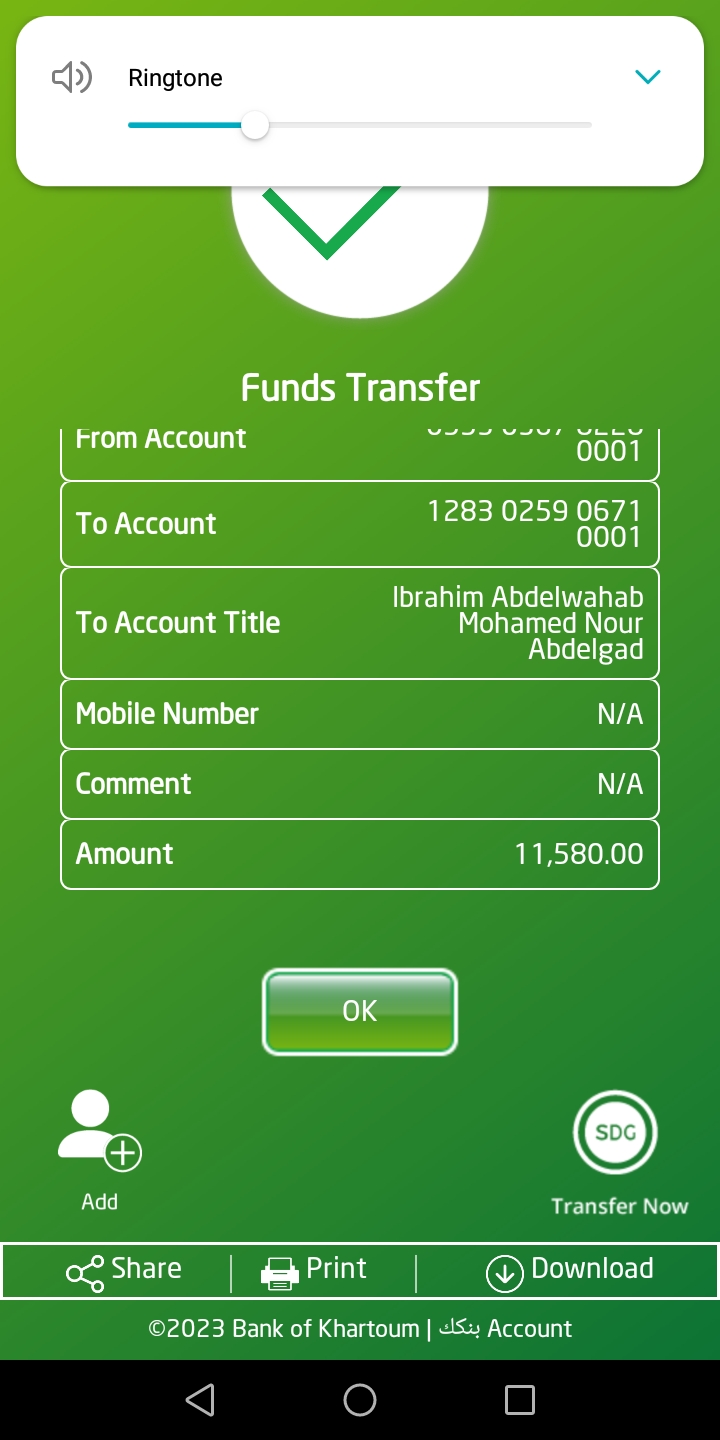 Ringtone
Funds Transfer
From Account
0001
To Account
1283 0259 0671
0001
To Account Title
Ibrahim Abdelwahab
Mohamed Nour
Abdelgad
Mobile Number
N/A
Comment
N/A
Amount
11,580.00
OK
SDG
Add
Transfer Now
Share
Print
Download
©2023 Bank of Khartoum | بنكك Account